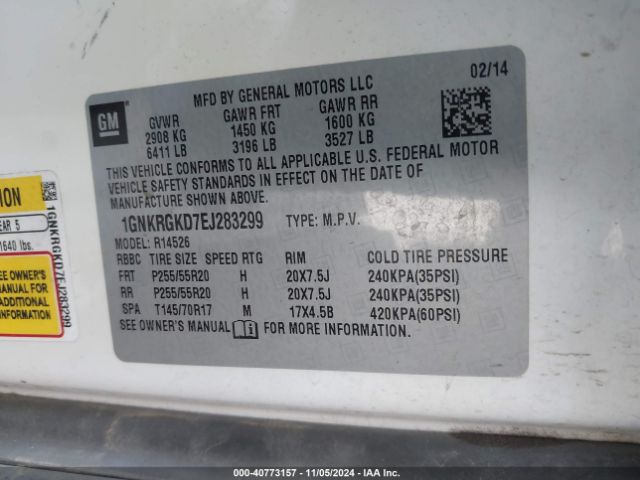 MFD BY GENERAL MOTORS LLC
02/14
GM
GVWR GAWR FRT GAWR RR
2908 KG 1450 KG 1600 KG
6411 LB 3196 LB 3527 LB
THIS VEHICLE CONFORMS TO ALL APPLICABLE U.S. FEDERAL MOTOR
VEHICLE SAFETY STANDARDS IN EFFECT ON THE DATE OF
MANUFACTURE SHOWN ABOVE.
1GNKRGKD7EJ283299 TYPE: M.P.V.
MODEL: R14526
RBBC TIRE SIZE SPEED RTG RIM COLD TIRE PRESSURE
FRT P255/55R20 H 20X7.5J 240KPA(35PSI)
RR P255/55R20 H 20X7.5J 240KPA(35PSI)
SPA T145/70R17 M 17X4.5B 420KPA(60PSI)
SEE OWNER'S MANUAL i FOR MORE INFORMATION.
EAR 5
1640 lbs.
SEE OWNER'S
MANUAL FOR
ADDITIONAL
INFORMATION
1GNKRGKD7EJ283299
000-40773157 - 11/05/2024 - IAA Inc.